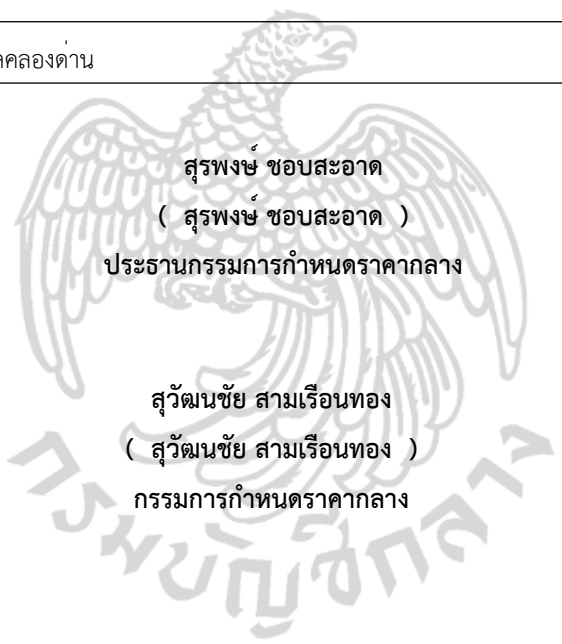 คลองด่าน
สุรพงษ์ ชอบสะอาด
( สุรพงษ์ ชอบสะอาด )
ประธานกรรมการกำหนดราคากลาง
สุวัฒนชัย สามเรือนทอง
( สุวัฒนชัย สามเรือนทอง )
กรรมการกำหนดราคากลาง
กรมบัญชีกลาง